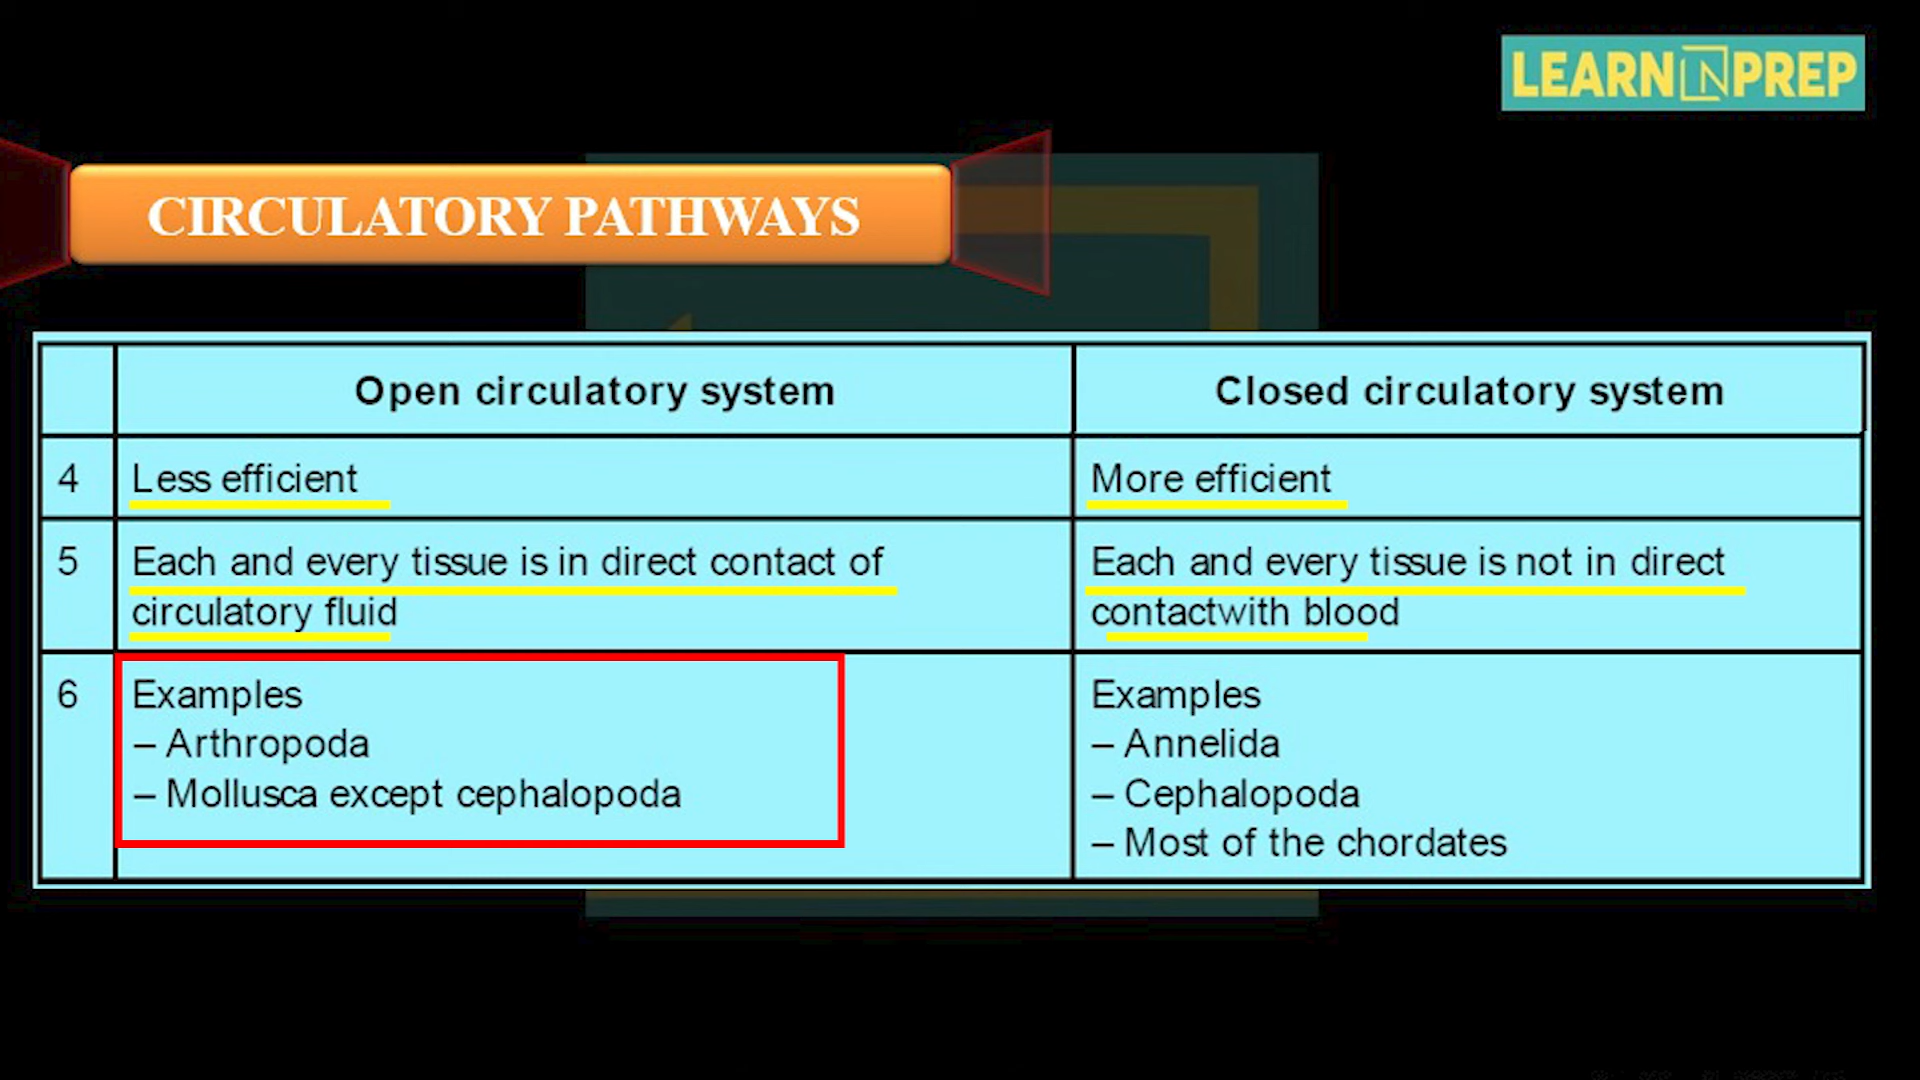 LEARN N PREP
CIRCULATORY PATHWAYS
Open circulatory system
Closed circulatory system
4
Less efficient
More efficient
5
Each and every tissue is in direct contact of
circulatory fluid
Each and every tissue is not in direct
contactwith blood
6
Examples
– Arthropoda
– Mollusca except cephalopoda
Examples
– Annelida
– Cephalopoda
– Most of the chordates